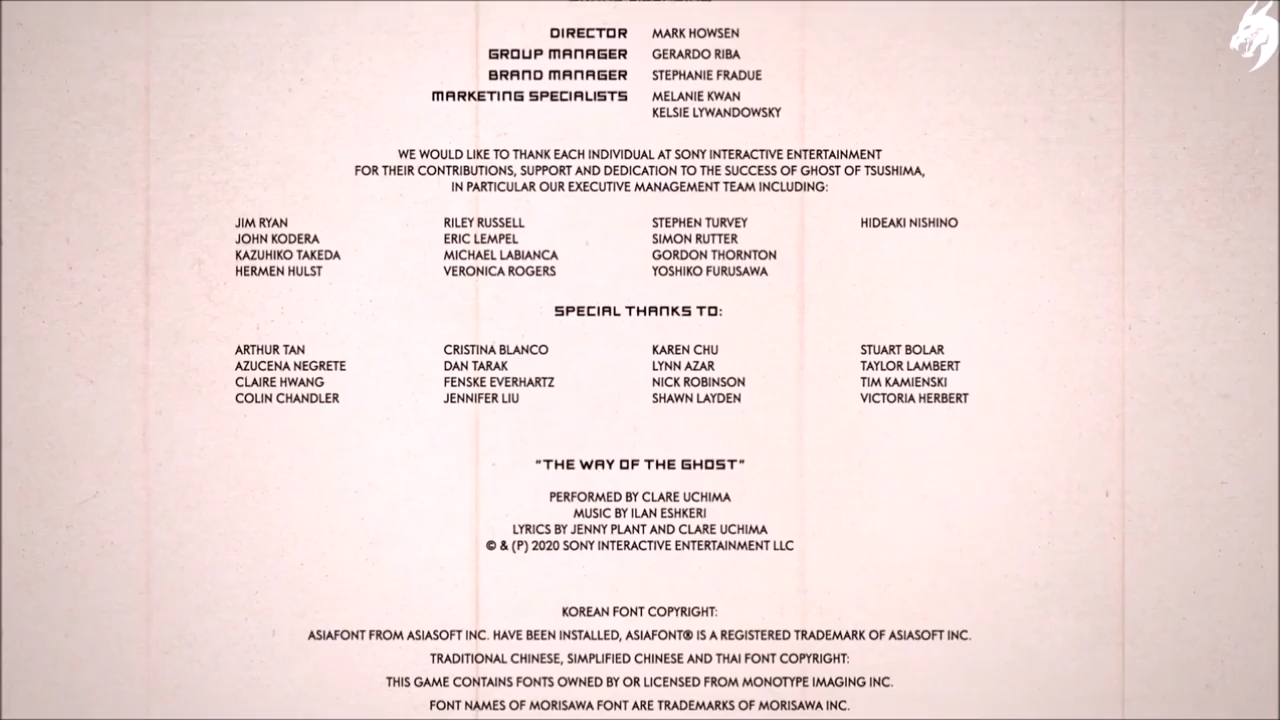 DIRECTOR MARK HOWSEN
GROUP MANAGER GERARDO RIBA
BRAND MANAGER STEPHANIE FRADUE
MARKETING SPECIALISTS MELANIE KWAN
KELSIE LYWANDOWSKY
WE WOULD LIKE TO THANK EACH INDIVIDUAL AT SONY INTERACTIVE ENTERTAINMENT
FOR THEIR CONTRIBUTIONS, SUPPORT AND DEDICATION TO THE SUCCESS OF GHOST OF TSUSHIMA,
IN PARTICULAR OUR EXECUTIVE MANAGEMENT TEAM INCLUDING:
JIM RYAN RILEY RUSSELL STEPHEN TURVEY HIDEAKI NISHINO
JOHN KODERA ERIC LEMPEL SIMON RUTTER
KAZUHIKO TAKEDA MICHAEL LABIANCA GORDON THORNTON
HERMEN HULST VERONICA ROGERS YOSHIKO FURUSAWA
SPECIAL THANKS TO:
ARTHUR TAN CRISTINA BLANCO KAREN CHU STUART BOLAR
AZUCENA NEGRETE DAN TARAK LYNN AZAR TAYLOR LAMBERT
CLAIRE HWANG FENSKE EVERHARTZ NICK ROBINSON TIM KAMIENSKI
COLIN CHANDLER JENNIFER LIU SHAWN LAYDEN VICTORIA HERBERT
"THE WAY OF THE GHOST"
PERFORMED BY CLARE UCHIMA
MUSIC BY ILAN ESHKERI
LYRICS BY JENNY PLANT AND CLARE UCHIMA
© & (P) 2020 SONY INTERACTIVE ENTERTAINMENT LLC
KOREAN FONT COPYRIGHT:
ASIAFONT FROM ASIASOFT INC. HAVE BEEN INSTALLED, ASIAFONT® IS A REGISTERED TRADEMARK OF ASIASOFT INC.
TRADITIONAL CHINESE, SIMPLIFIED CHINESE AND THAI FONT COPYRIGHT:
THIS GAME CONTAINS FONTS OWNED BY OR LICENSED FROM MONOTYPE IMAGING INC.
FONT NAMES OF MORISAWA FONT ARE TRADEMARKS OF MORISAWA INC.